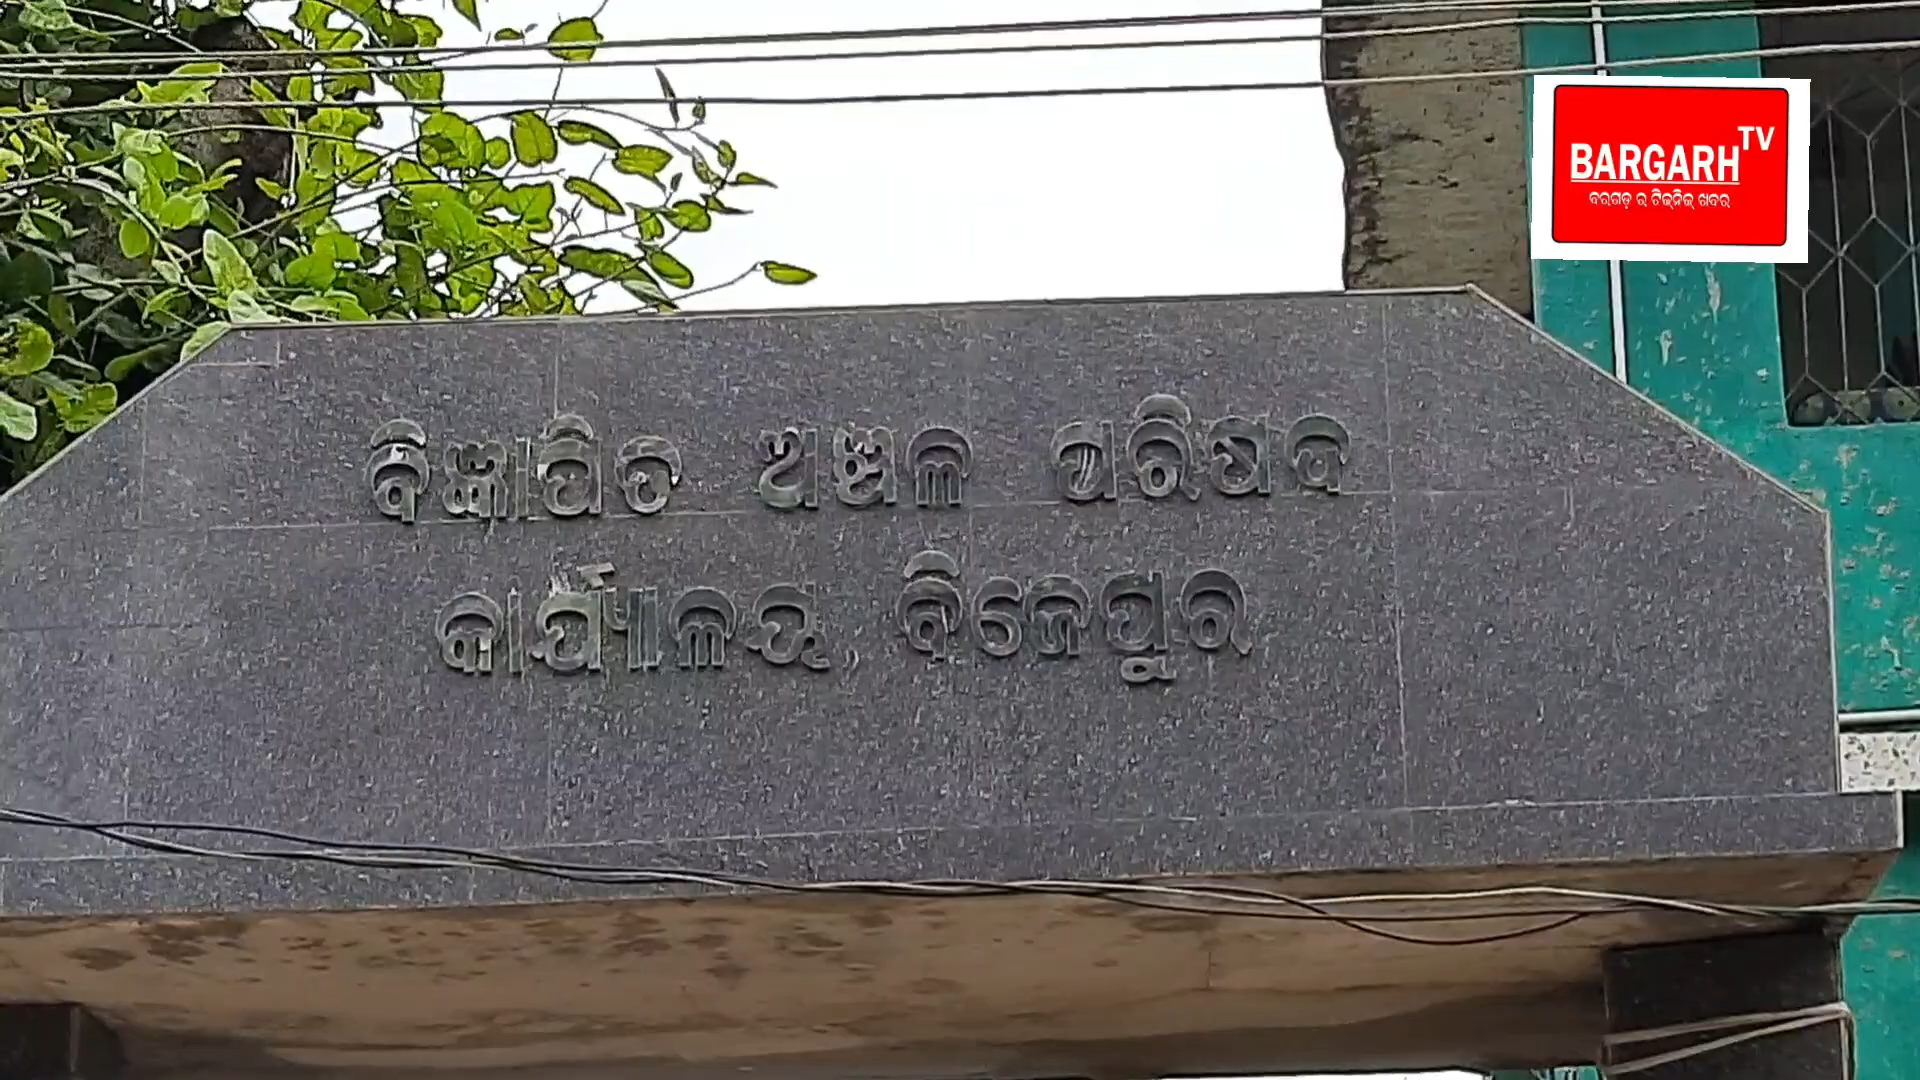 BARGARH TV
ବରଗଡ଼ ର ଟିକ୍‌ନିକ୍ ଖବର
ବିଜ୍ଞାପିତ ଅଞ୍ଚଳ ପରିଷଦ
କାର୍ଯ୍ୟାଳୟ, ବିଜେପୁର